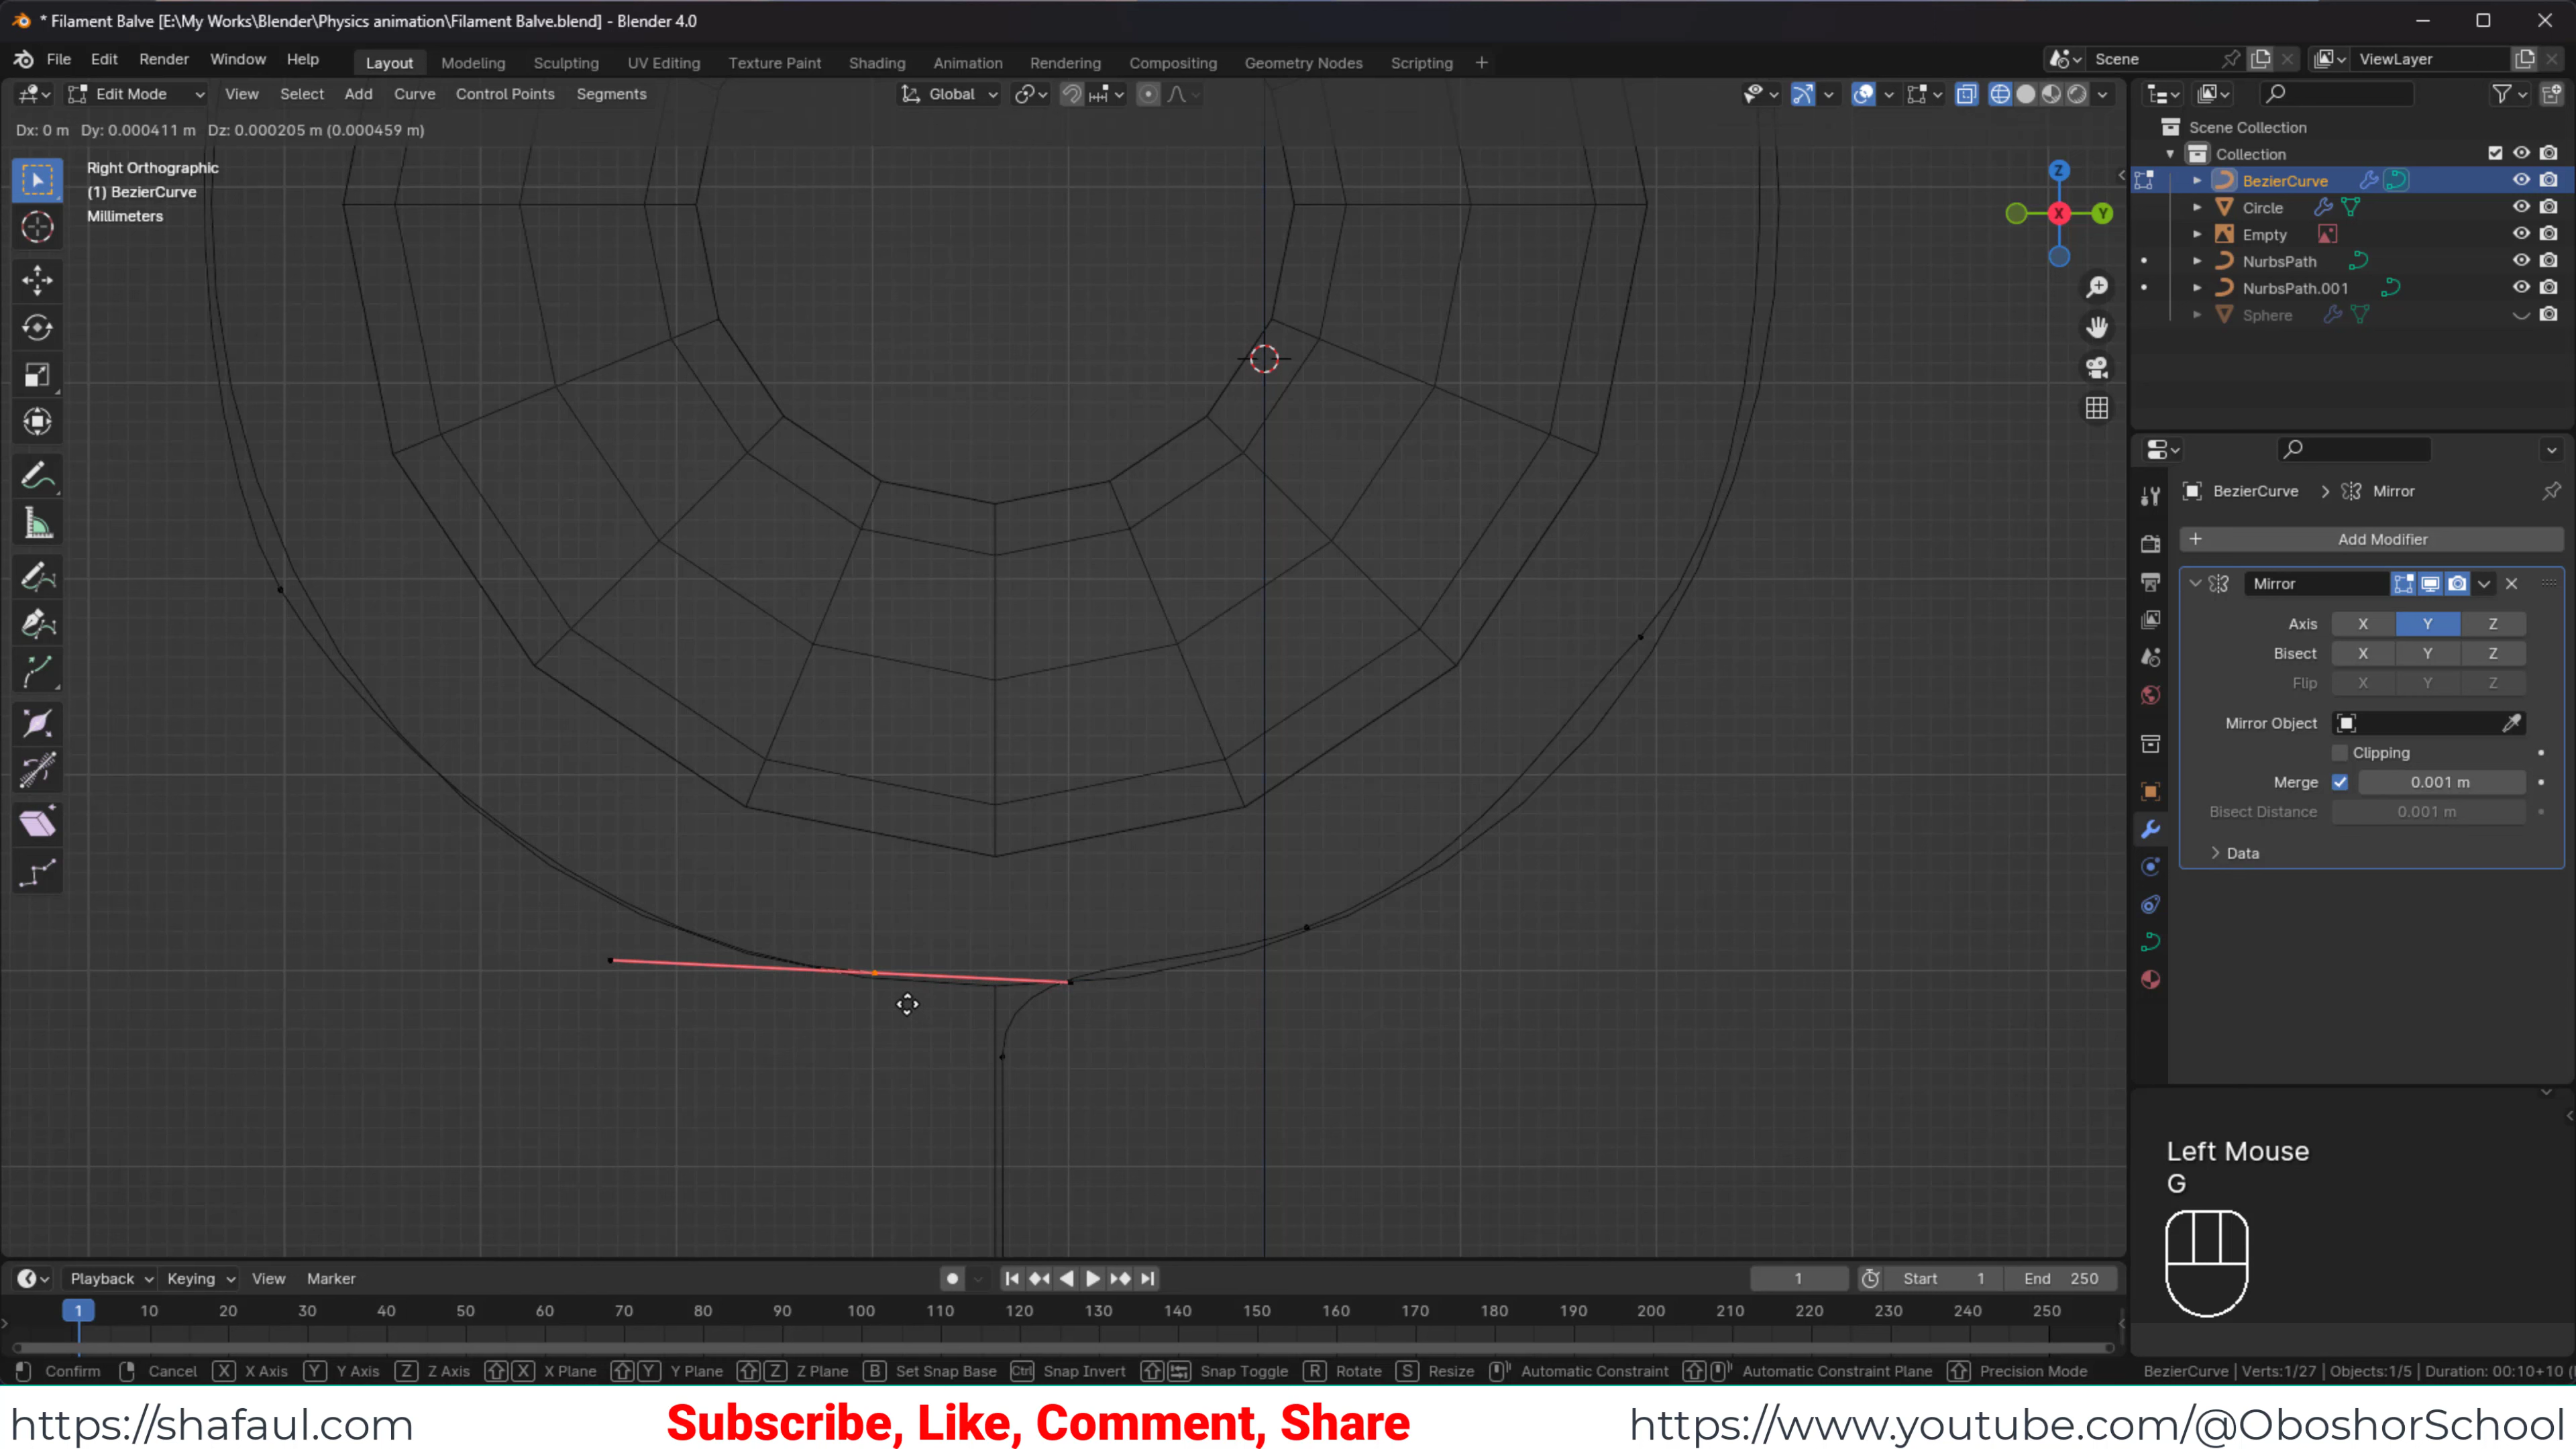 * Filament Balve [E:\My Works\Blender\Physics animation\Filament Balve.blend] - Blender 4.0
File Edit Render Window Help Layout Modeling Sculpting UV Editing Texture Paint Shading Animation Rendering Compositing Geometry Nodes Scripting + Scene ViewLayer
Edit Mode View Select Add Curve Control Points Segments Global
Dx: 0 m Dy: 0.000411 m Dz: 0.000205 m (0.000459 m)
Right Orthographic
(1) BezierCurve
Millimeters
Z
X
Y
Scene Collection
Collection
BezierCurve
Circle
Empty
NurbsPath
NurbsPath.001
Sphere
BezierCurve > Mirror
+ Add Modifier
Mirror
Axis X Y Z
Bisect X Y Z
Flip X Y Z
Mirror Object
Clipping
Merge 0.001 m
Bisect Distance 0.001 m
Data
Left Mouse
G
Playback Keying View Marker 1 Start 1 End 250
1 10 20 30 40 50 60 70 80 90 100 110 120 130 140 150 160 170 180 190 200 210 220 230 240 250
Confirm Cancel X X Axis Y Y Axis Z Z Axis X X Plane Y Y Plane Z Z Plane B Set Snap Base Ctrl Snap Invert Snap Toggle R Rotate S Resize Automatic Constraint Automatic Constraint Plane Precision Mode BezierCurve | Verts:1/27 | Objects:1/5 | Duration: 00:10+10 (
https://shafaul.com Subscribe, Like, Comment, Share https://www.youtube.com/@OboshorSchool